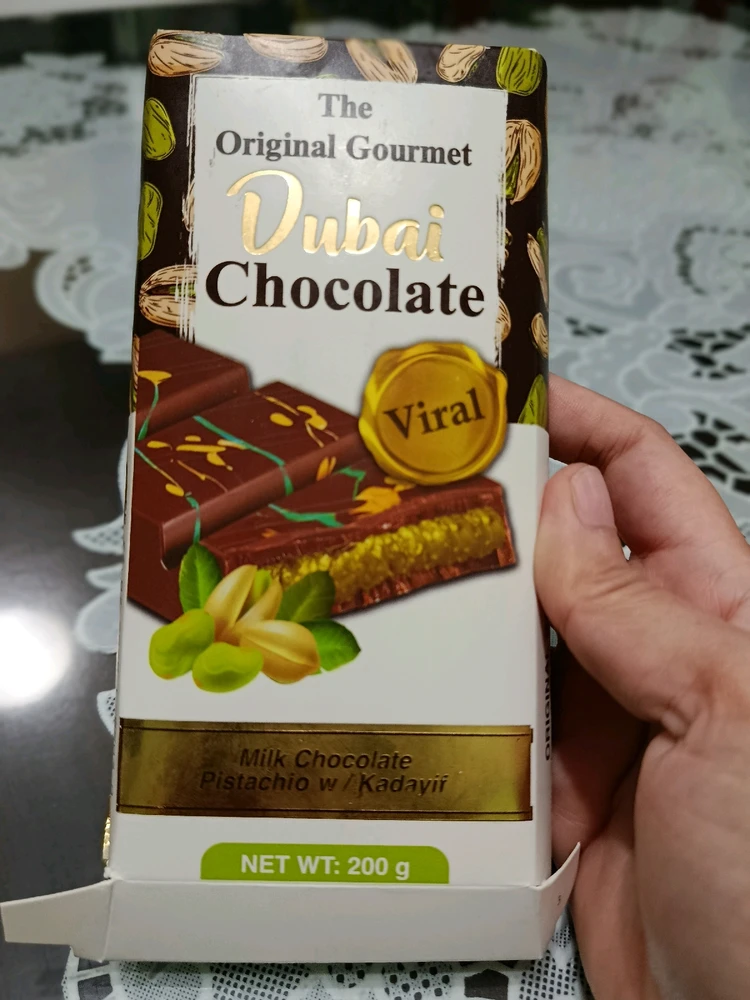 The
Original Gourmet
Dubai
Chocolate
Viral
Milk Chocolate
Pistachio w / Kadayif
NET WT: 200 g